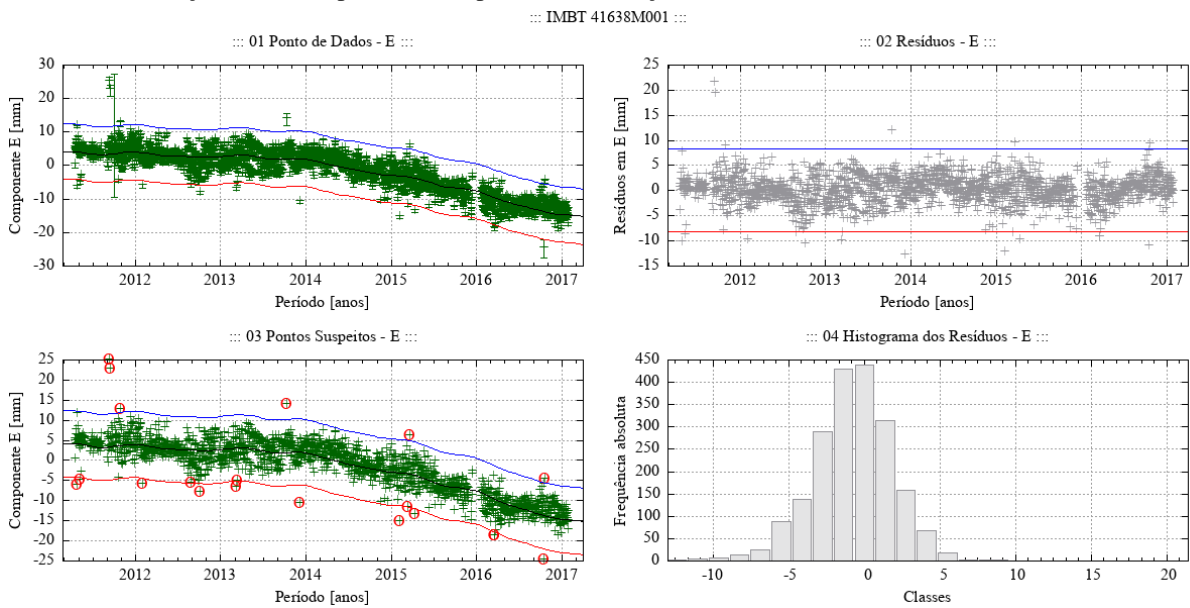 ::: IMBT 41638M001 :::
::: 01 Ponto de Dados - E :::
Componente E [mm]
30
20
10
0
-10
-20
-30
2012 2013 2014 2015 2016 2017
Período [anos]
::: 02 Resíduos - E :::
Resíduos em E [mm]
25
20
15
10
5
0
-5
-10
-15
2012 2013 2014 2015 2016 2017
Período [anos]
::: 03 Pontos Suspeitos - E :::
Componente E [mm]
25
20
15
10
5
0
-5
-10
-15
-20
-25
2012 2013 2014 2015 2016 2017
Período [anos]
::: 04 Histograma dos Resíduos - E :::
Frequência absoluta
450
400
350
300
250
200
150
100
50
0
-10 -5 0 5 10 15 20
Classes